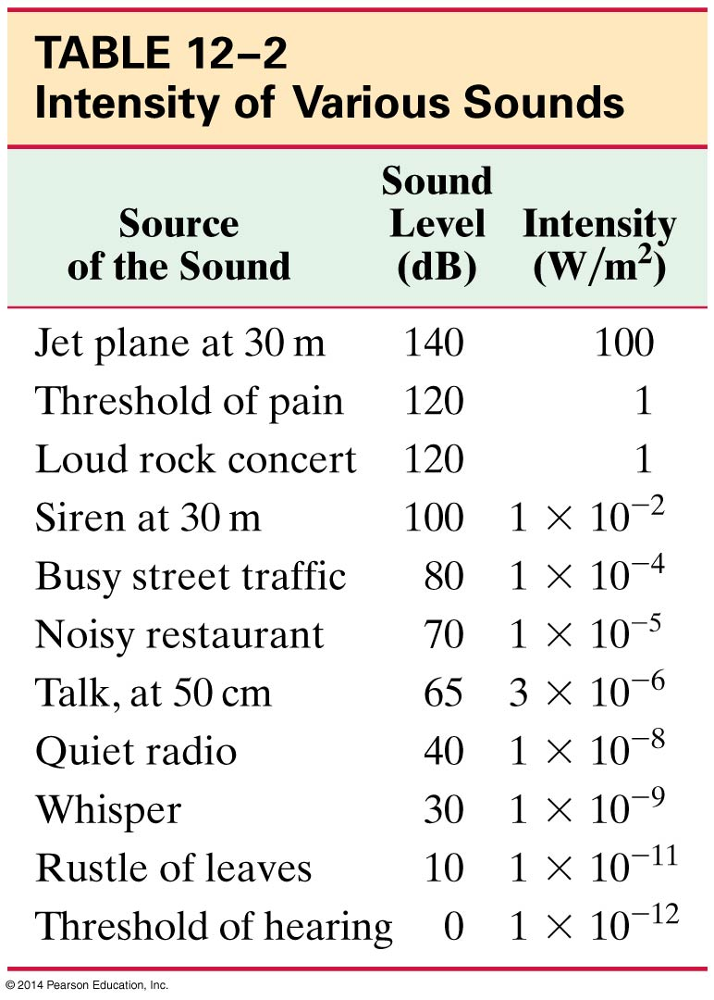 TABLE 12–2
Intensity of Various Sounds
Source of the Sound Sound Level (dB) Intensity (W/m²)
Jet plane at 30 m 140 100
Threshold of pain 120 1
Loud rock concert 120 1
Siren at 30 m 100 1 × 10⁻²
Busy street traffic 80 1 × 10⁻⁴
Noisy restaurant 70 1 × 10⁻⁵
Talk, at 50 cm 65 3 × 10⁻⁶
Quiet radio 40 1 × 10⁻⁸
Whisper 30 1 × 10⁻⁹
Rustle of leaves 10 1 × 10⁻¹¹
Threshold of hearing 0 1 × 10⁻¹²
© 2014 Pearson Education, Inc.